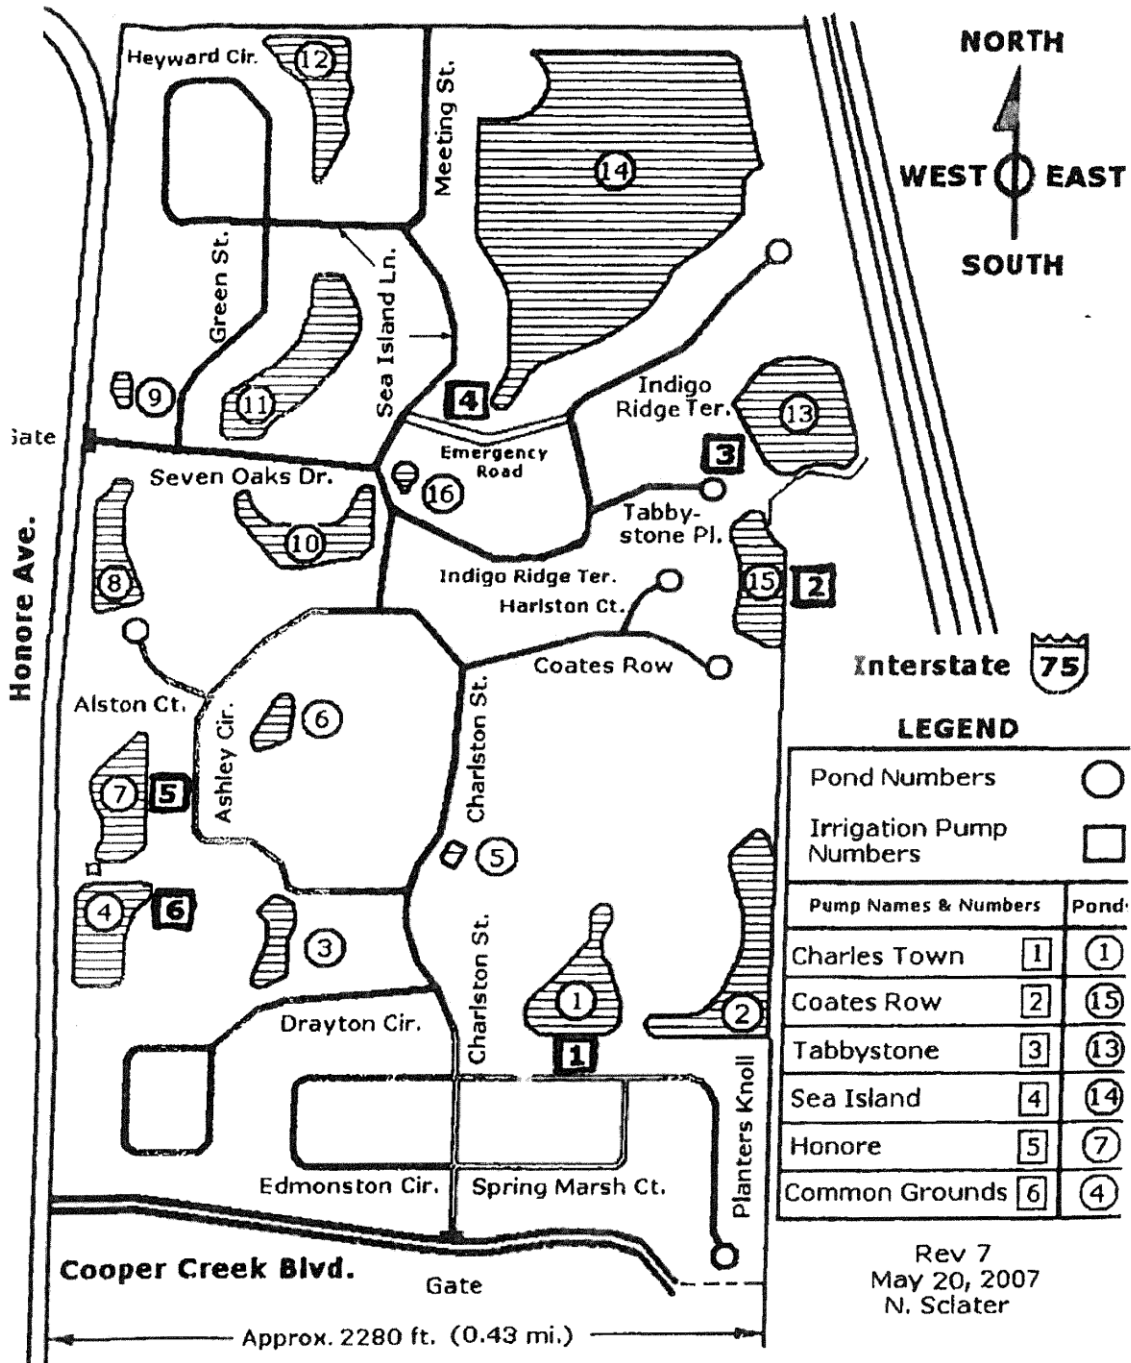 NORTH
WEST EAST
SOUTH
Heyward Cir.
12
Meeting St.
14
Green St.
Sea Island Ln.
9
11
4
Indigo
Ridge Ter.
13
Gate
Emergency
Road
3
Seven Oaks Dr.
16
Tabby-
stone Pl.
10
8
Indigo Ridge Ter.
15
2
Harlston Ct.
Honore Ave.
Coates Row
Interstate 75
Alston Ct.
6
Ashley Cir.
Charlston St.
7
5
5
4
6
3
Charlston St.
1
2
Drayton Cir.
1
Planters Knoll
Edmonston Cir.
Spring Marsh Ct.
Cooper Creek Blvd.
Gate
Approx. 2280 ft. (0.43 mi.)
LEGEND
Pond Numbers
Irrigation Pump
Numbers
Pump Names & Numbers Ponds
Charles Town 1 1
Coates Row 2 15
Tabbystone 3 13
Sea Island 4 14
Honore 5 7
Common Grounds 6 4
Rev 7
May 20, 2007
N. Sclater